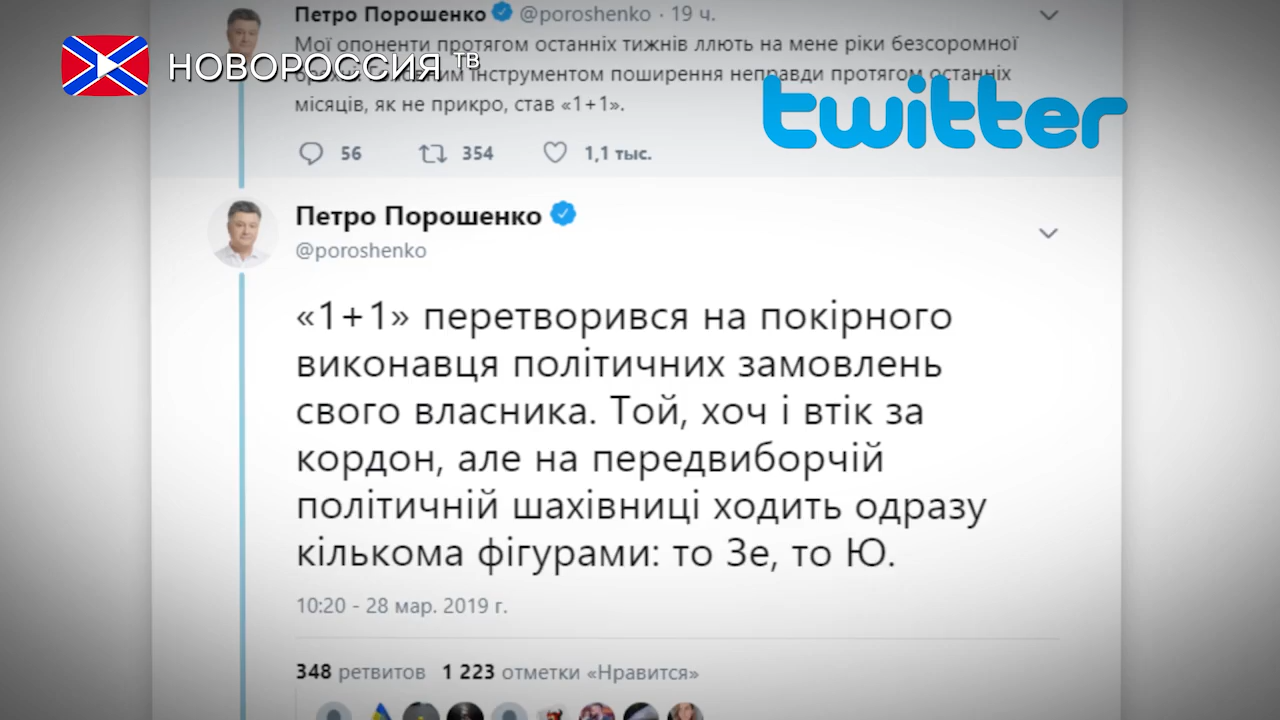 Петро Порошенко @poroshenko · 19 ч.
Мої опоненти протягом останніх тижнів ллють на мене ріки безсоромної
інструментом поширення неправди протягом останніх
місяців, як не прикро, став «1+1».
НОВОРОССИЯ ТВ
twitter
56 354 1,1 тыс.
Петро Порошенко
@poroshenko
«1+1» перетворився на покірного
виконавця політичних замовлень
свого власника. Той, хоч і втік за
кордон, але на передвиборчій
політичній шахівниці ходить одразу
кількома фігурами: то Зе, то Ю.
10:20 - 28 мар. 2019 г.
348 ретвитов 1 223 отметки «Нравится»